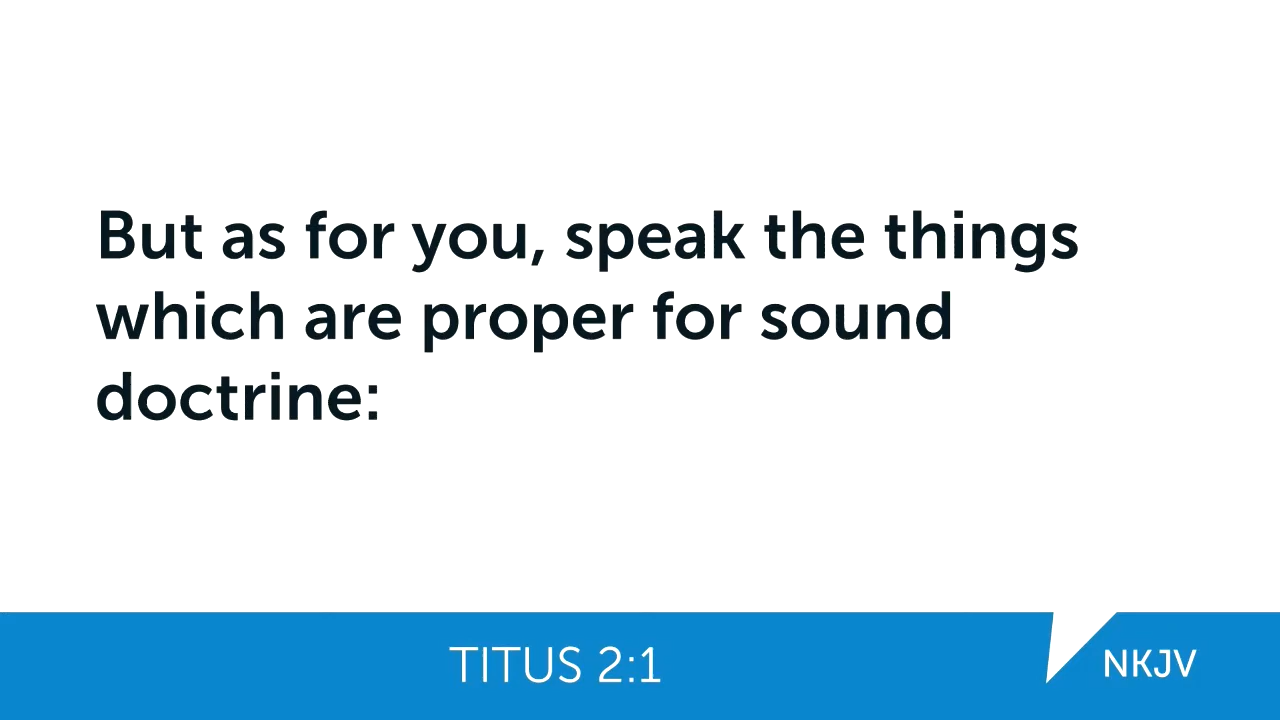 But as for you, speak the things
which are proper for sound
doctrine:
TITUS 2:1
NKJV